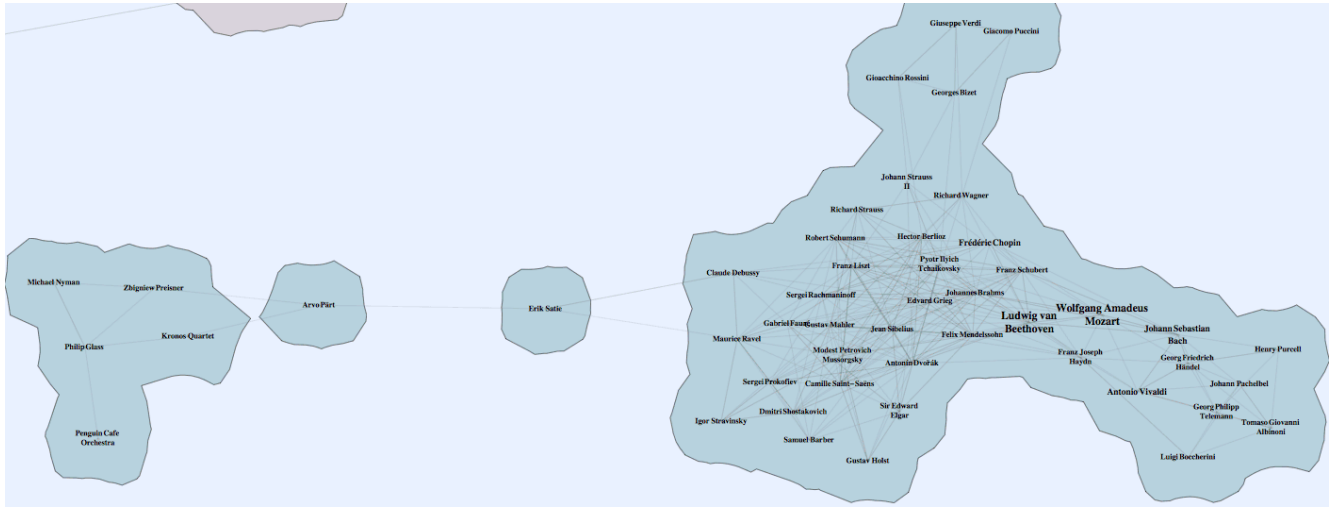 Giuseppe Verdi
Giacomo Puccini
Gioacchino Rossini
Georges Bizet
Johann Strauss
II
Richard Wagner
Richard Strauss
Robert Schumann
Hector Berlioz
Frédéric Chopin
Claude Debussy
Franz Liszt
Pyotr Ilyich
Tchaikovsky
Franz Schubert
Michael Nyman
Zbigniew Preisner
Arvo Pärt
Erik Satie
Sergei Rachmaninoff
Edvard Grieg
Johannes Brahms
Wolfgang Amadeus
Mozart
Ludwig van
Beethoven
Gabriel Fauré
Gustav Mahler
Jean Sibelius
Felix Mendelssohn
Johann Sebastian
Bach
Kronos Quartet
Philip Glass
Maurice Ravel
Modest Petrovich
Mussorgsky
Antonín Dvořák
Franz Joseph
Haydn
Georg Friedrich
Händel
Henry Purcell
Sergei Prokofiev
Camille Saint-Saëns
Johann Pachelbel
Antonio Vivaldi
Igor Stravinsky
Dmitri Shostakovich
Sir Edward
Elgar
Georg Philipp
Telemann
Tomaso Giovanni
Albinoni
Penguin Cafe
Orchestra
Samuel Barber
Gustav Holst
Luigi Boccherini